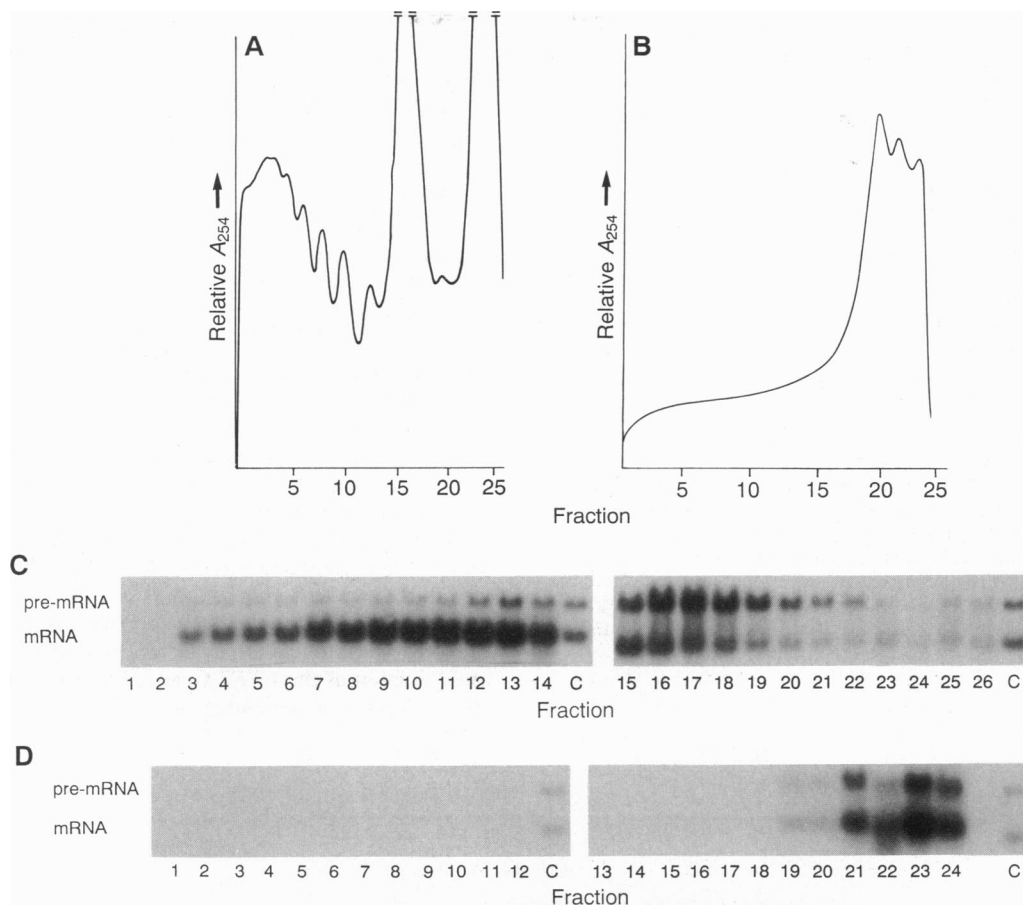 A
B
Relative A254
Relative A254
5 10 15 20 25
5 10 15 20 25
Fraction
C
pre-mRNA
mRNA
1 2 3 4 5 6 7 8 9 10 11 12 13 14 C
15 16 17 18 19 20 21 22 23 24 25 26 C
Fraction
D
pre-mRNA
mRNA
1 2 3 4 5 6 7 8 9 10 11 12 C
13 14 15 16 17 18 19 20 21 22 23 24 C
Fraction